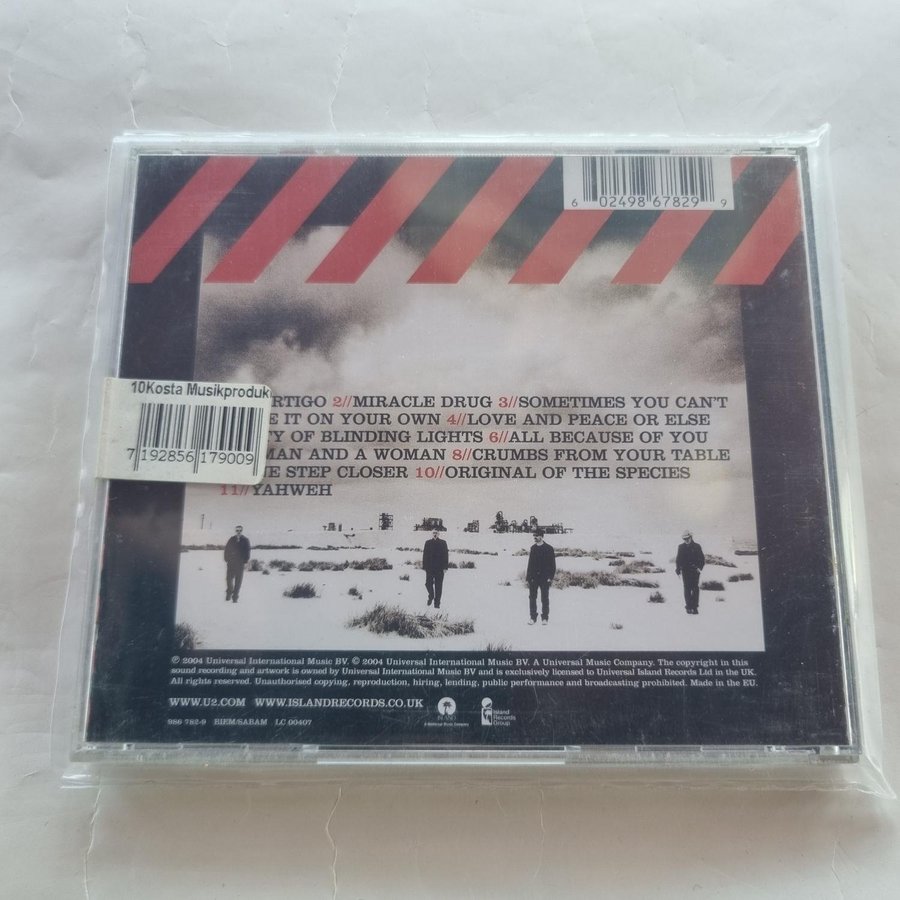 6 02498 67829 9
10Kosta Musikproduk
7 192856 179009
RTIGO 2//MIRACLE DRUG 3//SOMETIMES YOU CAN'T
E IT ON YOUR OWN 4//LOVE AND PEACE OR ELSE
TY OF BLINDING LIGHTS 6//ALL BECAUSE OF YOU
MAN AND A WOMAN 8//CRUMBS FROM YOUR TABLE
NE STEP CLOSER 10//ORIGINAL OF THE SPECIES
11//YAHWEH
℗ 2004 Universal International Music BV. © 2004 Universal International Music BV. A Universal Music Company. The copyright in this
sound recording and artwork is owned by Universal International Music BV and is exclusively licensed to Universal Island Records Ltd in the UK.
All rights reserved. Unauthorised copying, reproduction, hiring, lending, public performance and broadcasting prohibited. Made in the EU.
WWW.U2.COM WWW.ISLANDRECORDS.CO.UK
ISLAND
A Universal Music Company
Island
Records
Group
986 782-9 BIEM/SABAM LC 00407